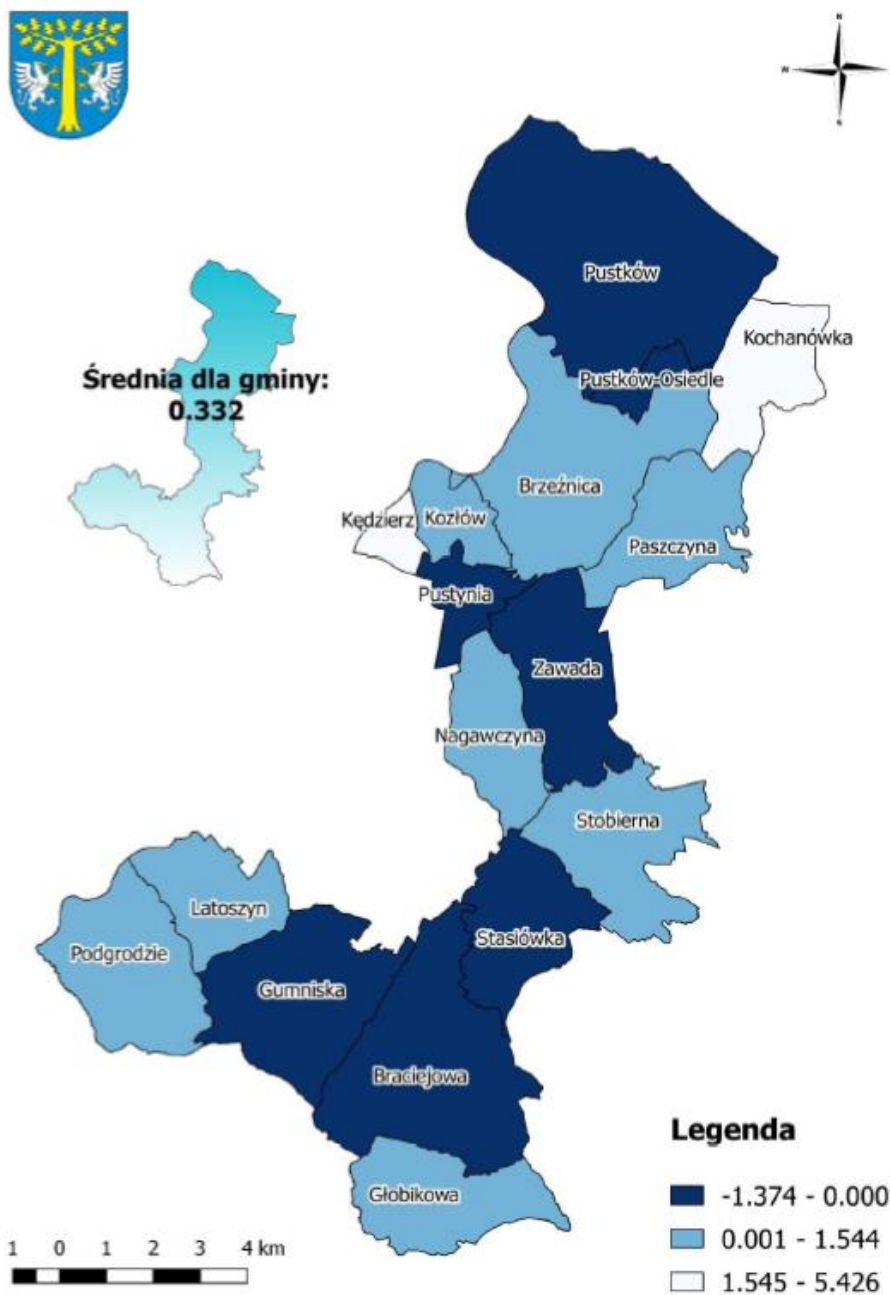 N
W
S
Pustków
Kochanówka
Pustków-Osiedle
Średnia dla gminy:
0.332
Brzeźnica
Kędzierz
Kozłów
Paszczyna
Pustynia
Zawada
Nagawczyna
Stobierna
Latoszyn
Stasiówka
Podgrodzie
Gumniska
Braciejowa
Głobikowa
Legenda
-1.374 - 0.000
0.001 - 1.544
1.545 - 5.426
1 0 1 2 3 4 km